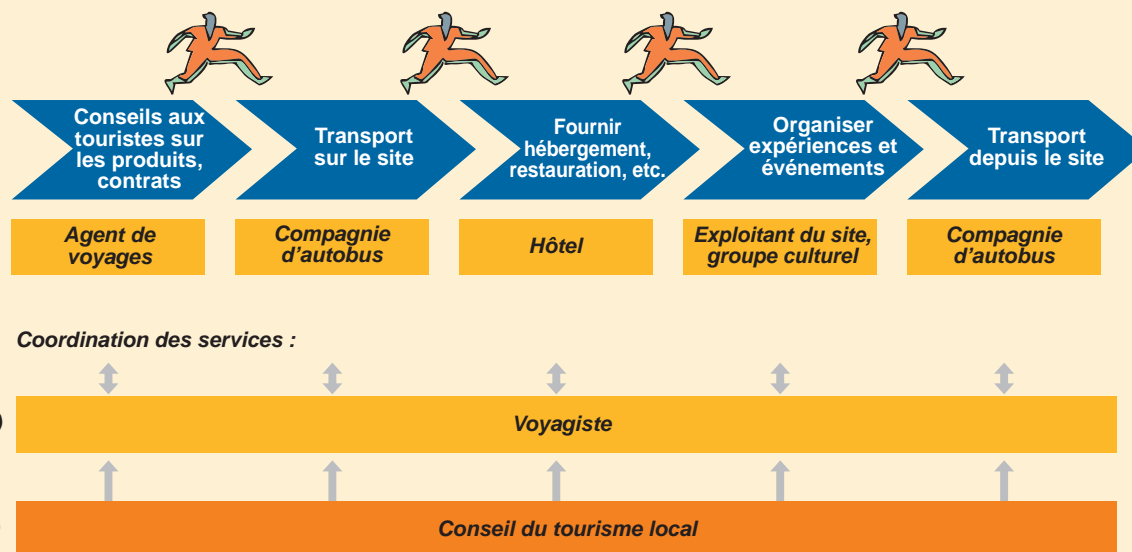 Conseils aux
touristes sur
les produits,
contrats
Transport
sur le site
Fournir
hébergement,
restauration, etc.
Organiser
expériences et
événements
Transport
depuis le site
Agent de
voyages
Compagnie
d'autobus
Hôtel
Exploitant du site,
groupe culturel
Compagnie
d'autobus
Coordination des services :
)
Voyagiste
Conseil du tourisme local